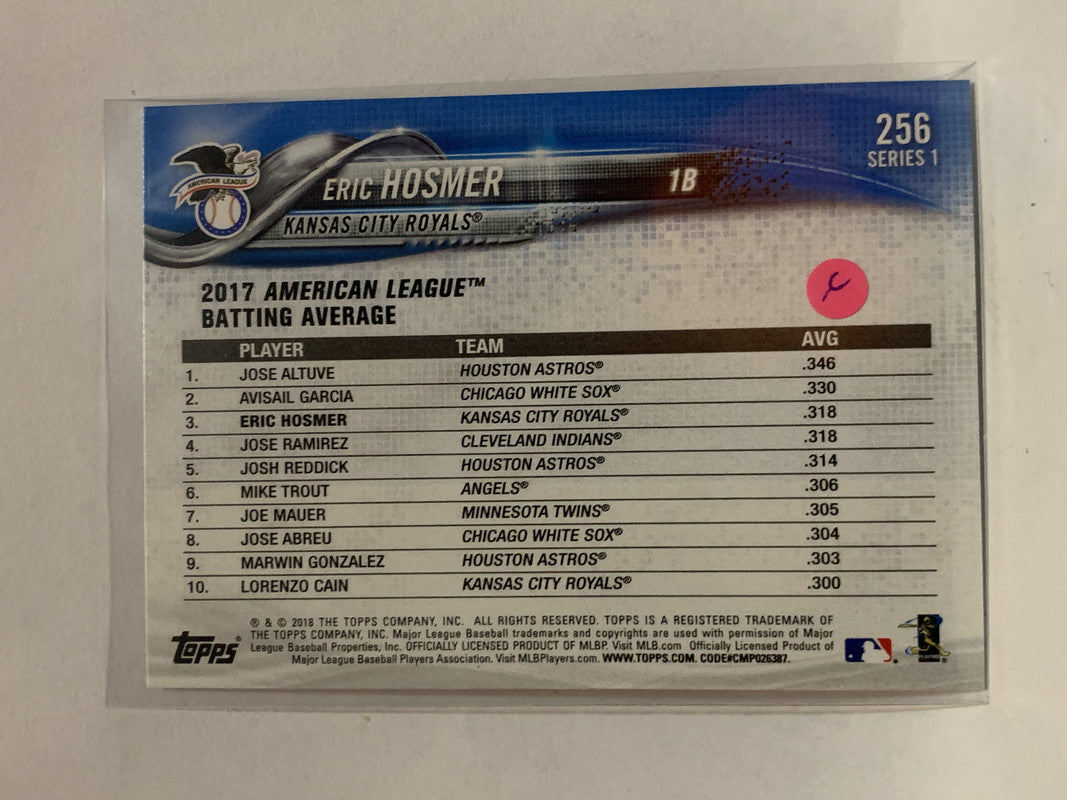 256
SERIES 1
AMERICAN LEAGUE
ERIC HOSMER 1B
KANSAS CITY ROYALS®
2017 AMERICAN LEAGUE™
BATTING AVERAGE
PLAYER TEAM AVG
1. JOSE ALTUVE HOUSTON ASTROS® .346
2. AVISAIL GARCIA CHICAGO WHITE SOX® .330
3. ERIC HOSMER KANSAS CITY ROYALS® .318
4. JOSE RAMIREZ CLEVELAND INDIANS® .318
5. JOSH REDDICK HOUSTON ASTROS® .314
6. MIKE TROUT ANGELS® .306
7. JOE MAUER MINNESOTA TWINS® .305
8. JOSE ABREU CHICAGO WHITE SOX® .304
9. MARWIN GONZALEZ HOUSTON ASTROS® .303
10. LORENZO CAIN KANSAS CITY ROYALS® .300
® & © 2018 THE TOPPS COMPANY, INC. ALL RIGHTS RESERVED. TOPPS IS A REGISTERED TRADEMARK OF
THE TOPPS COMPANY, INC. Major League Baseball trademarks and copyrights are used with permission of Major
League Baseball Properties, Inc. OFFICIALLY LICENSED PRODUCT OF MLBP. Visit MLB.com Officially Licensed Product of
Major League Baseball Players Association. Visit MLBPlayers.com. WWW.TOPPS.COM. CODE#CMP026387.
Topps®
PLAYERS